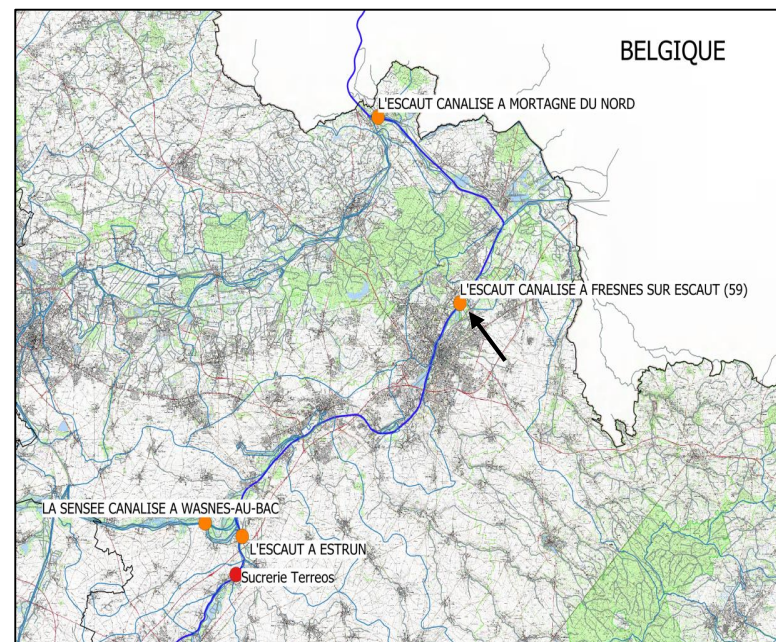 BELGIQUE
L'ESCAUT CANALISE A MORTAGNE DU NORD
L'ESCAUT CANALISE A FRESNES SUR ESCAUT (59)
LA SENSEE CANALISE A WASNES-AU-BAC
L'ESCAUT A ESTRUN
Sucrerie Terreos